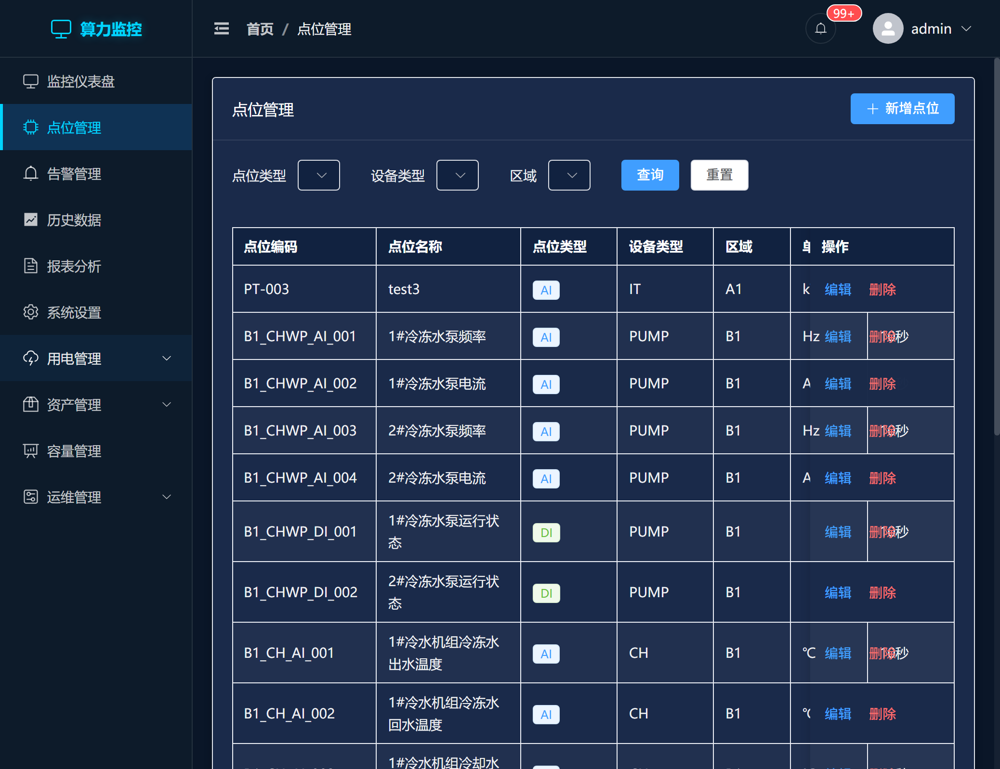 算力监控
首页 / 点位管理
99+
admin
监控仪表盘
点位管理
告警管理
历史数据
报表分析
系统设置
用电管理
资产管理
容量管理
运维管理
点位管理
新增点位
点位类型 设备类型 区域 查询 重置
点位编码 点位名称 点位类型 设备类型 区域 操作
PT-003 test3 AI IT A1 k 编辑 删除
B1_CHWP_AI_001 1#冷冻水泵频率 AI PUMP B1 Hz 编辑 删除 秒
B1_CHWP_AI_002 1#冷冻水泵电流 AI PUMP B1 A 编辑 删除
B1_CHWP_AI_003 2#冷冻水泵频率 AI PUMP B1 Hz 编辑 删除 秒
B1_CHWP_AI_004 2#冷冻水泵电流 AI PUMP B1 A 编辑 删除
B1_CHWP_DI_001 1#冷冻水泵运行状态 DI PUMP B1 编辑 删除 秒
B1_CHWP_DI_002 2#冷冻水泵运行状态 DI PUMP B1 编辑 删除
B1_CH_AI_001 1#冷水机组冷冻水出水温度 AI CH B1 ℃ 编辑 删除 秒
B1_CH_AI_002 1#冷水机组冷冻水回水温度 AI CH B1 ℃ 编辑 删除
1#冷水机组冷却水